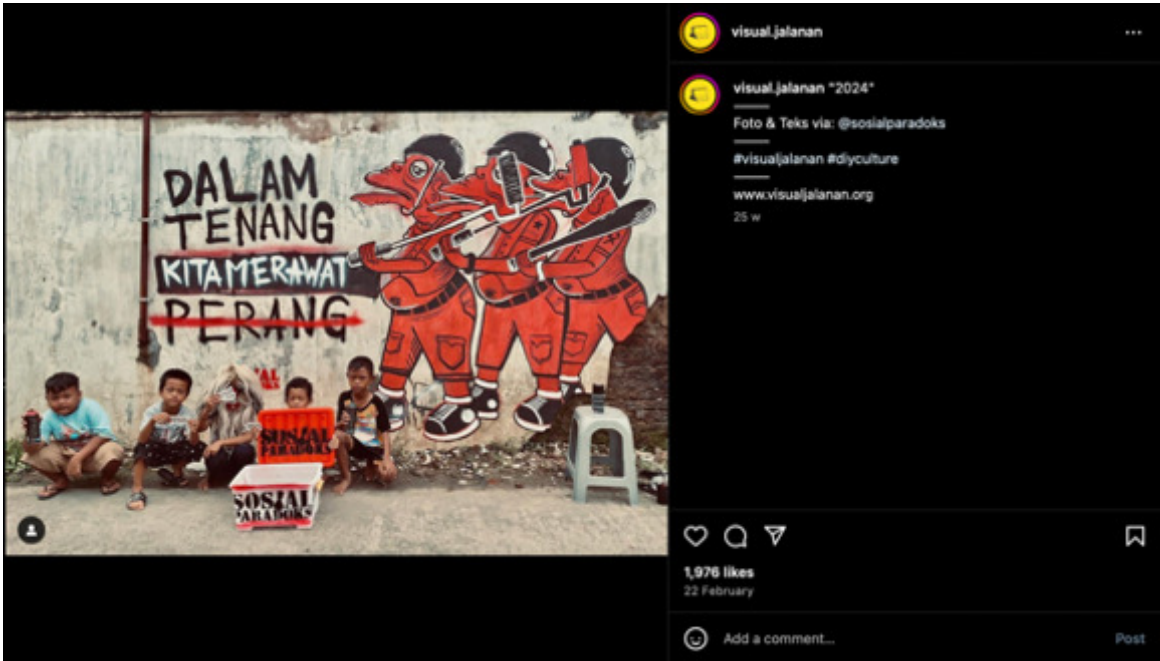 DALAM
TENANG
KITA MERAWAT
PERANG
SOSIAL
PARADOKS
SOSIAL
PARADOKS
visual.jalanan
visual.jalanan "2024"
Foto & Teks via: @sosialparadoks
#visualjalanan #diyculture
www.visualjalanan.org
25 w
1,976 likes
22 February
Add a comment...
Post